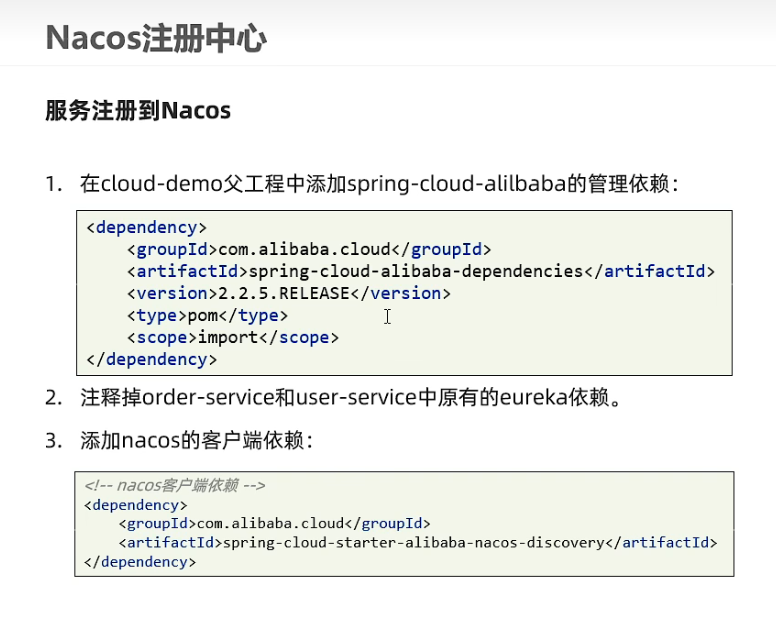 Nacos注册中心
服务注册到Nacos
1. 在cloud-demo父工程中添加spring-cloud-alilbaba的管理依赖：
<dependency>
    <groupId>com.alibaba.cloud</groupId>
    <artifactId>spring-cloud-alibaba-dependencies</artifactId>
    <version>2.2.5.RELEASE</version>
    <type>pom</type>
    <scope>import</scope>
</dependency>
2. 注释掉order-service和user-service中原有的eureka依赖。
3. 添加nacos的客户端依赖：
<!-- nacos客户端依赖 -->
<dependency>
    <groupId>com.alibaba.cloud</groupId>
    <artifactId>spring-cloud-starter-alibaba-nacos-discovery</artifactId>
</dependency>